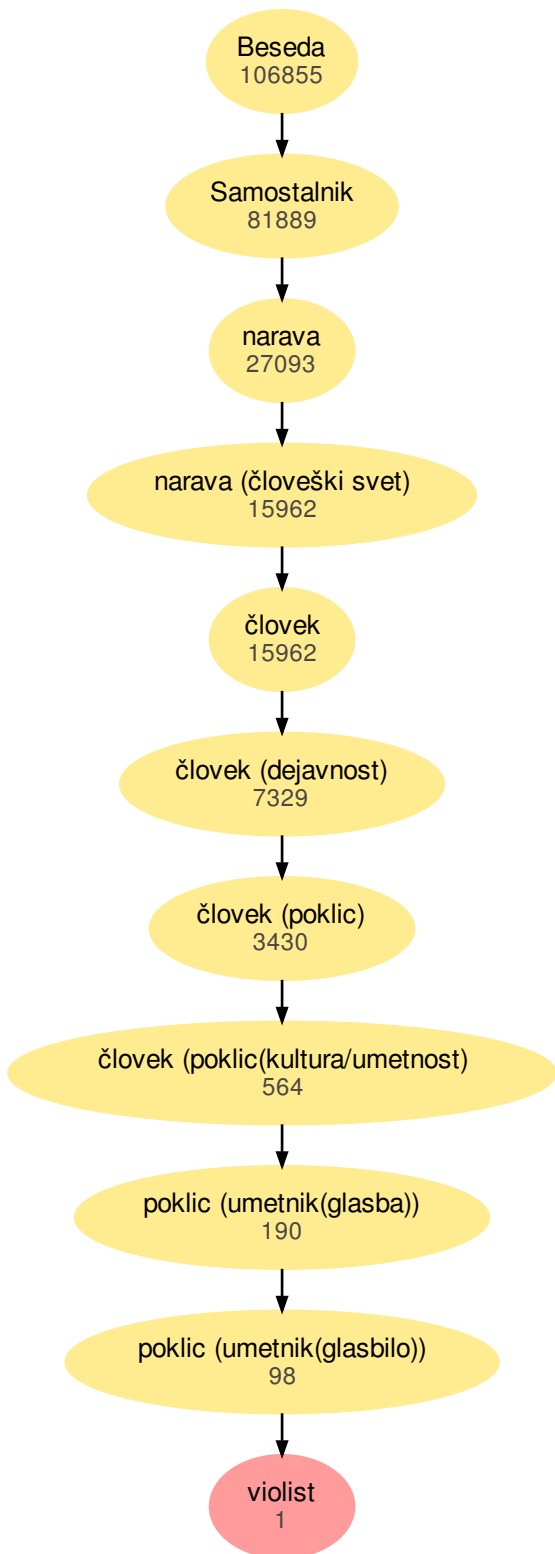 Beseda
106855
Samostalnik
81889
narava
27093
narava (človeški svet)
15962
človek
15962
človek (dejavnost)
7329
človek (poklic)
3430
človek (poklic(kultura/umetnost)
564
poklic (umetnik(glasba))
190
poklic (umetnik(glasbilo))
98
violist
1